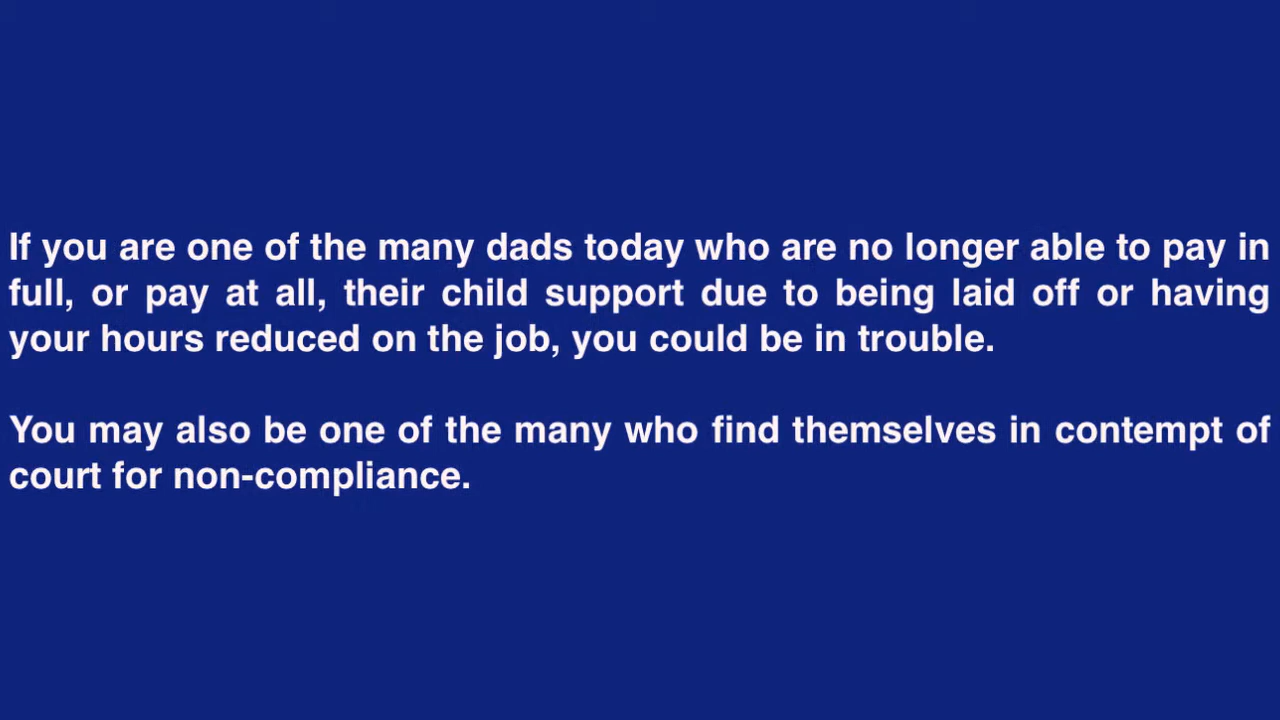 If you are one of the many dads today who are no longer able to pay in
full, or pay at all, their child support due to being laid off or having
your hours reduced on the job, you could be in trouble.
You may also be one of the many who find themselves in contempt of
court for non-compliance.